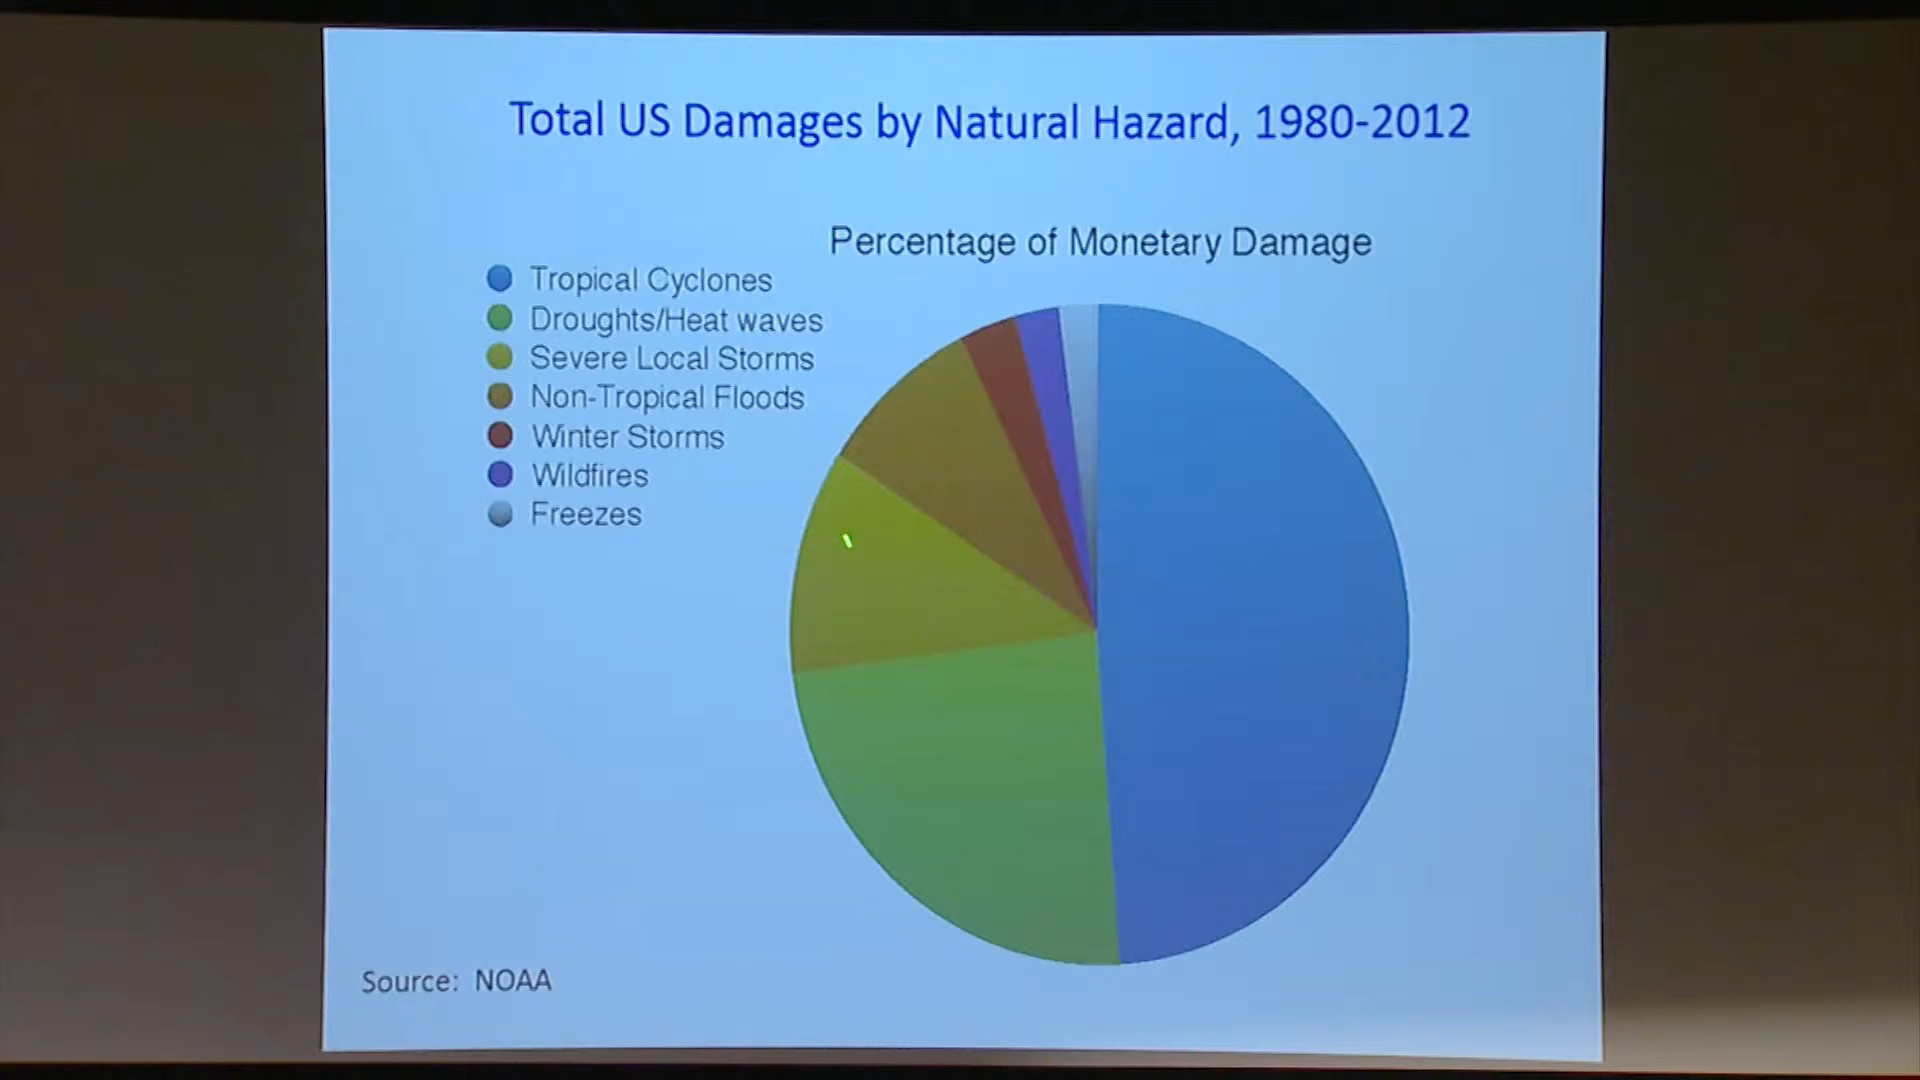 Total US Damages by Natural Hazard, 1980-2012
Percentage of Monetary Damage
Tropical Cyclones
Droughts/Heat waves
Severe Local Storms
Non-Tropical Floods
Winter Storms
Wildfires
Freezes
Source: NOAA